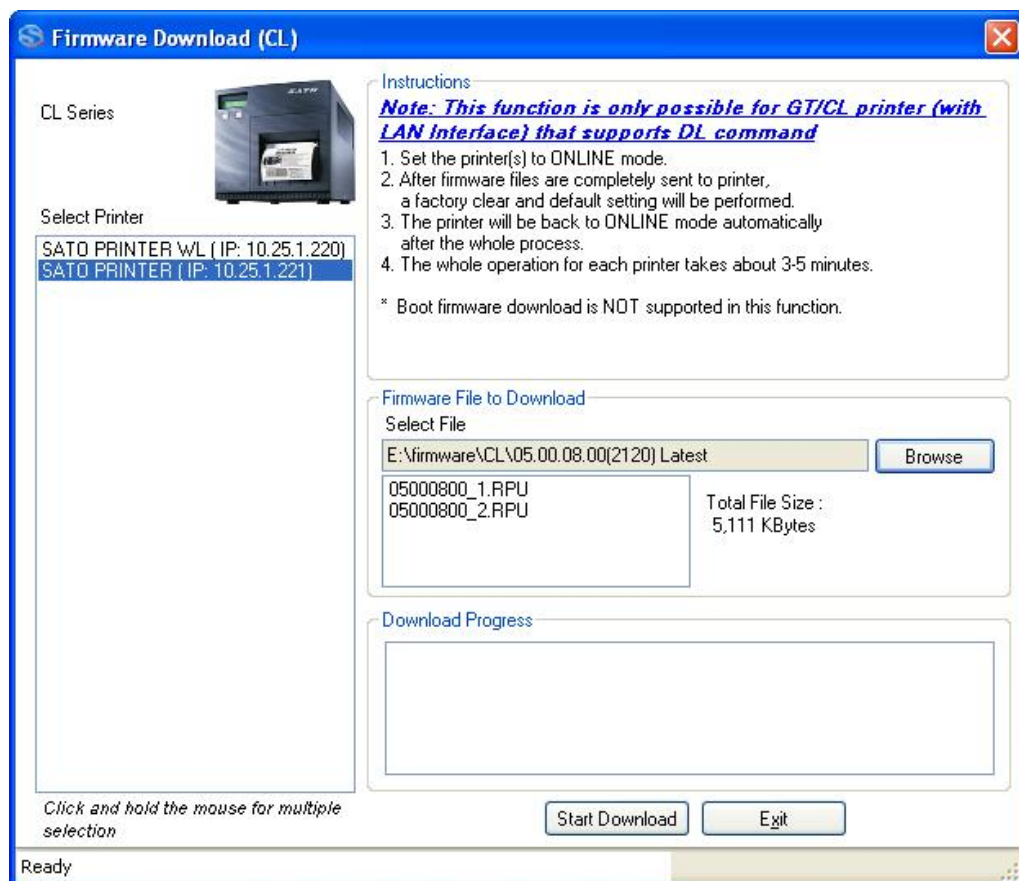 Firmware Download (CL)
CL Series
SATO
Select Printer
SATO PRINTER WL ( IP: 10.25.1.220)
SATO PRINTER ( IP: 10.25.1.221)
Click and hold the mouse for multiple
selection
Instructions
Note: This function is only possible for GT/CL printer (with
LAN Interface) that supports DL command
1. Set the printer(s) to ONLINE mode.
2. After firmware files are completely sent to printer,
a factory clear and default setting will be performed.
3. The printer will be back to ONLINE mode automatically
after the whole process.
4. The whole operation for each printer takes about 3-5 minutes.
* Boot firmware download is NOT supported in this function.
Firmware File to Download
Select File
E:\firmware\CL\05.00.08.00(2120) Latest
Browse
05000800_1.RPU
05000800_2.RPU
Total File Size :
5,111 KBytes
Download Progress
Start Download
Exit
Ready